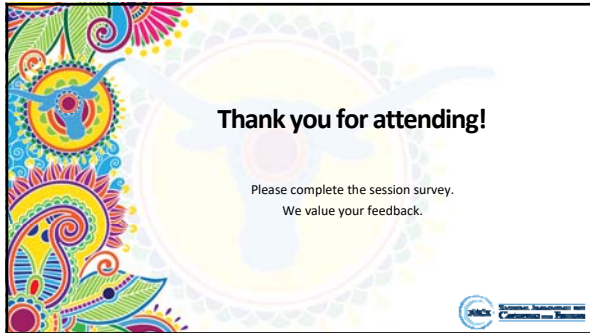 Thank you for attending!
Please complete the session survey.
We value your feedback.